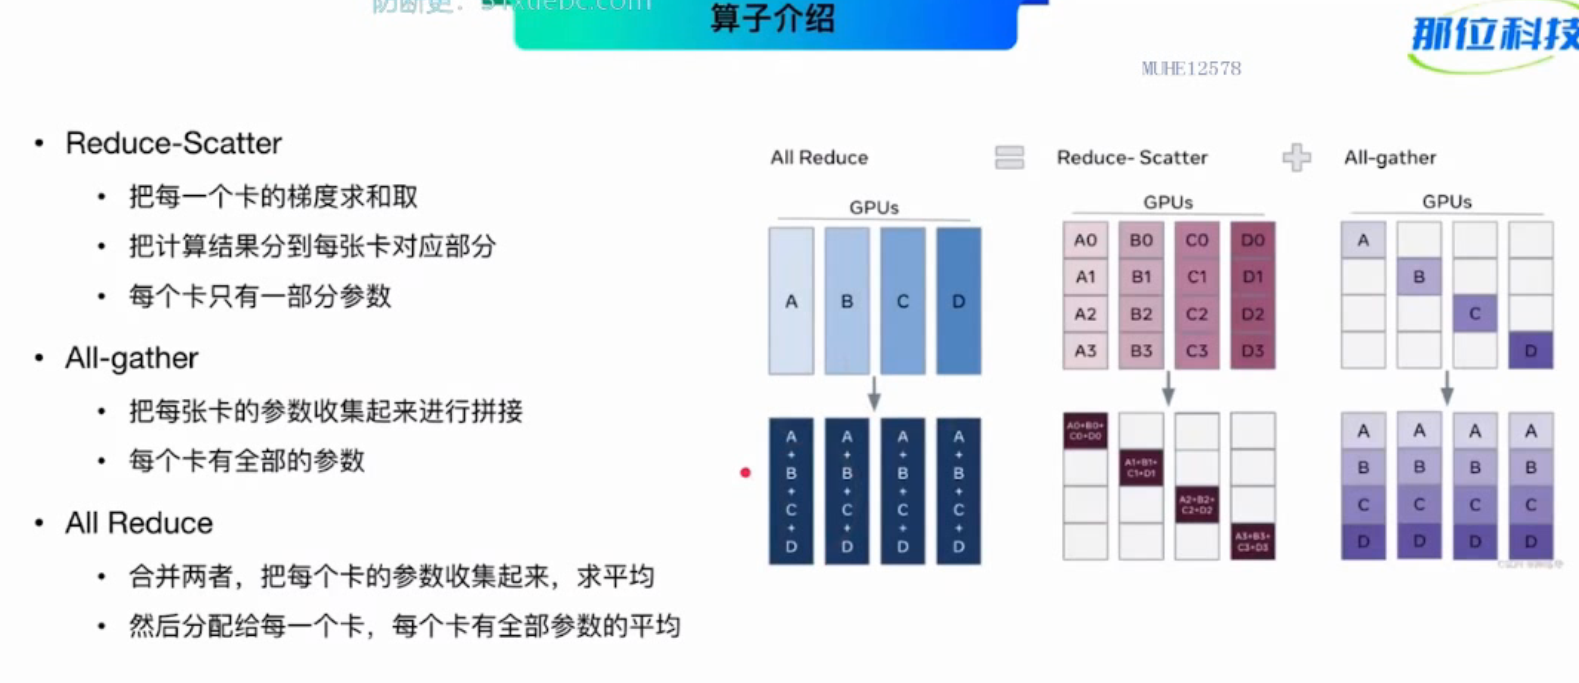 算子介绍
那位科技
MUHE12578
• Reduce-Scatter
• 把每一个卡的梯度求和取
• 把计算结果分到每张卡对应部分
• 每个卡只有一部分参数
• All-gather
• 把每张卡的参数收集起来进行拼接
• 每个卡有全部的参数
• All Reduce
• 合并两者，把每个卡的参数收集起来，求平均
• 然后分配给每一个卡，每个卡有全部参数的平均
All Reduce
GPUs
A B C D
A A A A
+ + + +
B B B B
+ + + +
C C C C
+ + + +
D D D D
Reduce- Scatter
GPUs
A0 B0 C0 D0
A1 B1 C1 D1
A2 B2 C2 D2
A3 B3 C3 D3
A0+B0+
C0+D0
A1+B1+
C1+D1
A2+B2+
C2+D2
A3+B3+
C3+D3
All-gather
GPUs
A
B
C
D
A A A A
B B B B
C C C C
D D D D